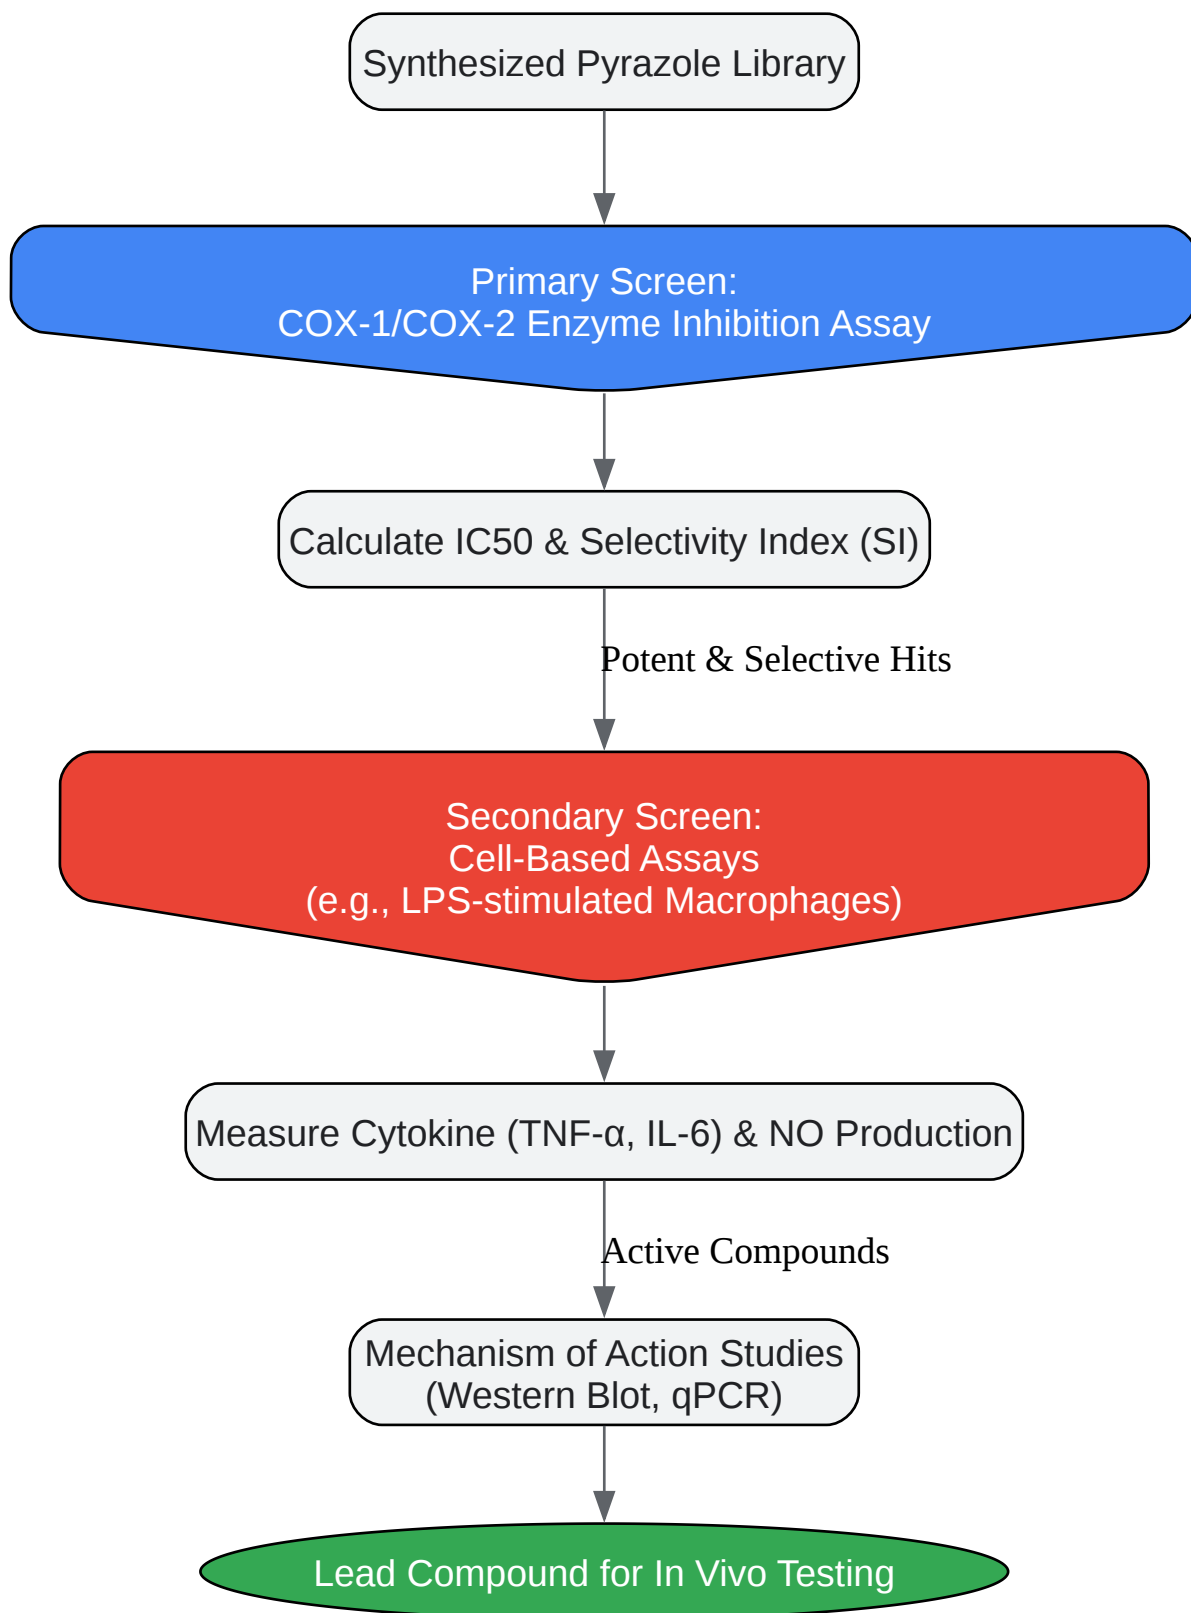 Synthesized Pyrazole Library
Primary Screen:
COX-1/COX-2 Enzyme Inhibition Assay
Calculate IC50 & Selectivity Index (SI)
Potent & Selective Hits
Secondary Screen:
Cell-Based Assays
(e.g., LPS-stimulated Macrophages)
Measure Cytokine (TNF-α, IL-6) & NO Production
Active Compounds
Mechanism of Action Studies
(Western Blot, qPCR)
Lead Compound for In Vivo Testing